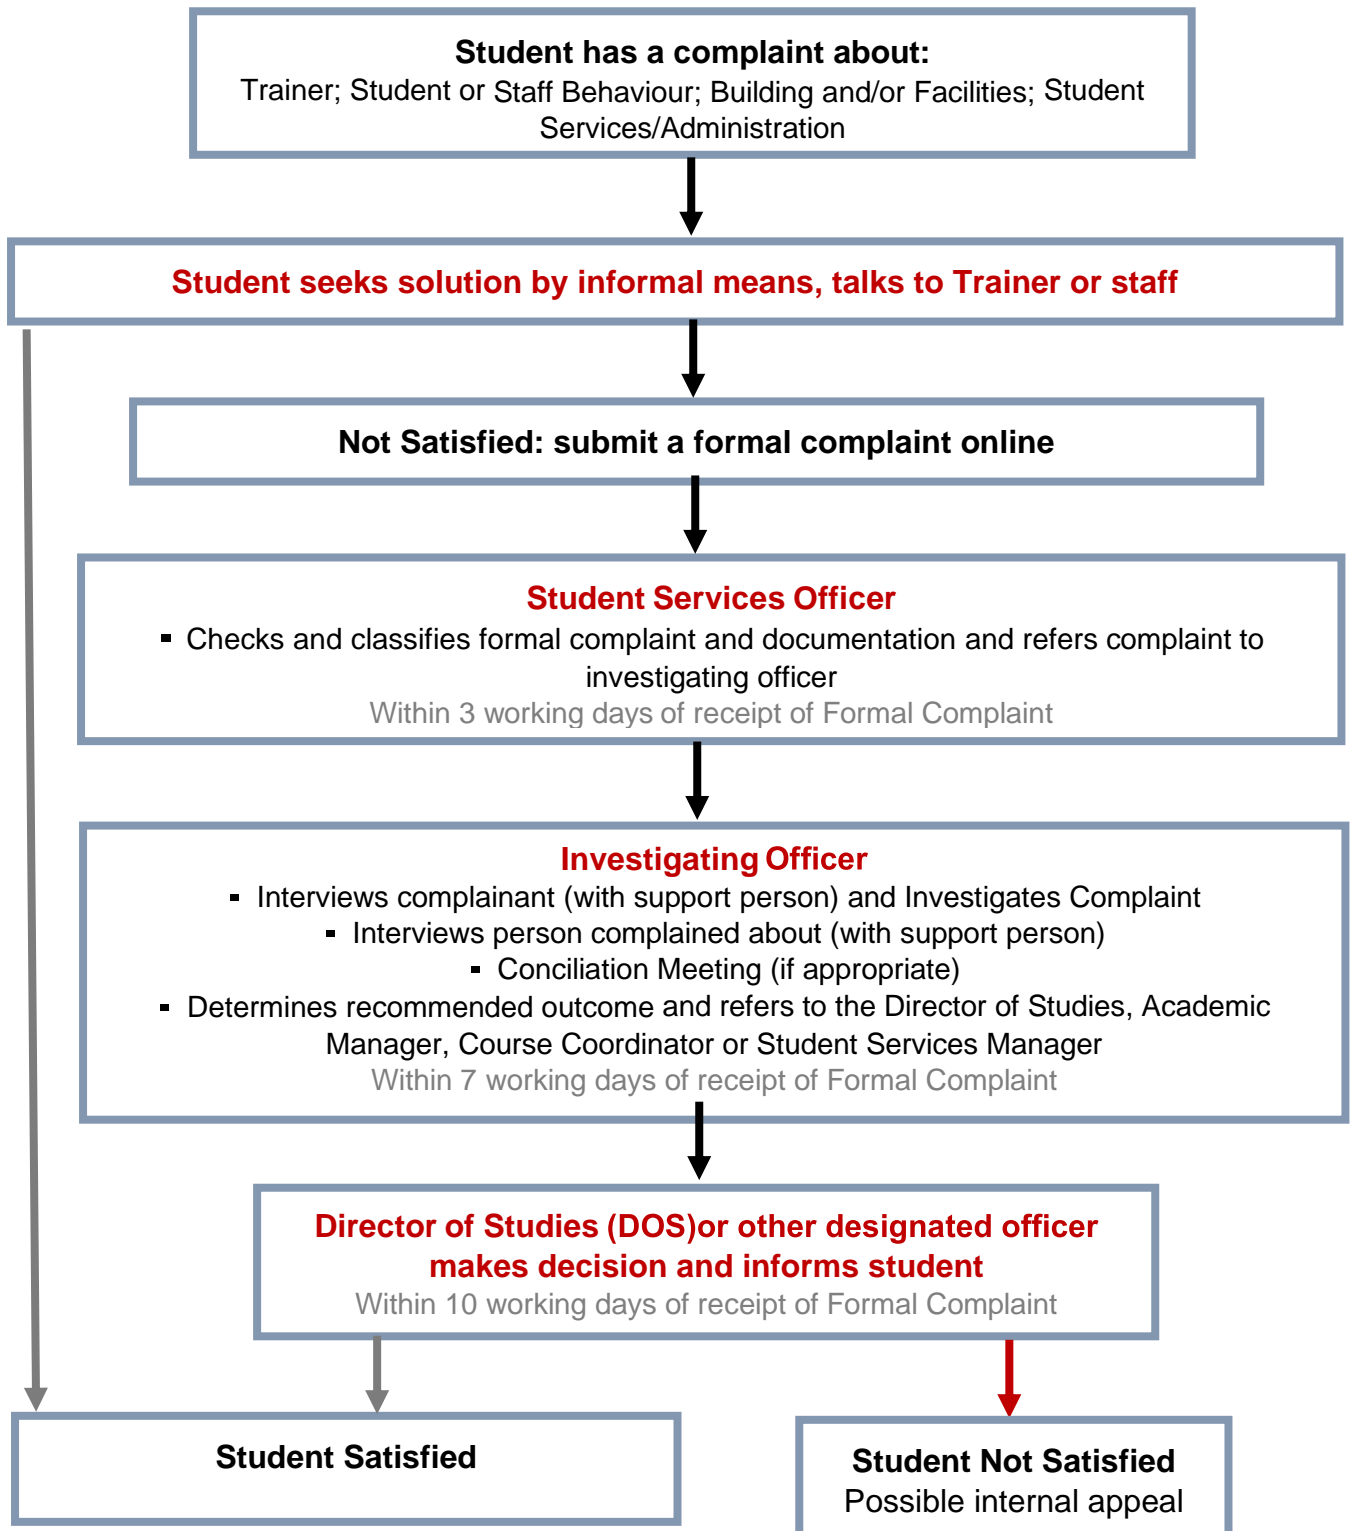 Student has a complaint about:
Trainer; Student or Staff Behaviour; Building and/or Facilities; Student
Services/Administration
Student seeks solution by informal means, talks to Trainer or staff
Not Satisfied: submit a formal complaint online
Student Services Officer
▪ Checks and classifies formal complaint and documentation and refers complaint to
investigating officer
Within 3 working days of receipt of Formal Complaint
Investigating Officer
▪ Interviews complainant (with support person) and Investigates Complaint
▪ Interviews person complained about (with support person)
▪ Conciliation Meeting (if appropriate)
▪ Determines recommended outcome and refers to the Director of Studies, Academic
Manager, Course Coordinator or Student Services Manager
Within 7 working days of receipt of Formal Complaint
Director of Studies (DOS)or other designated officer
makes decision and informs student
Within 10 working days of receipt of Formal Complaint
Student Satisfied
Student Not Satisfied
Possible internal appeal